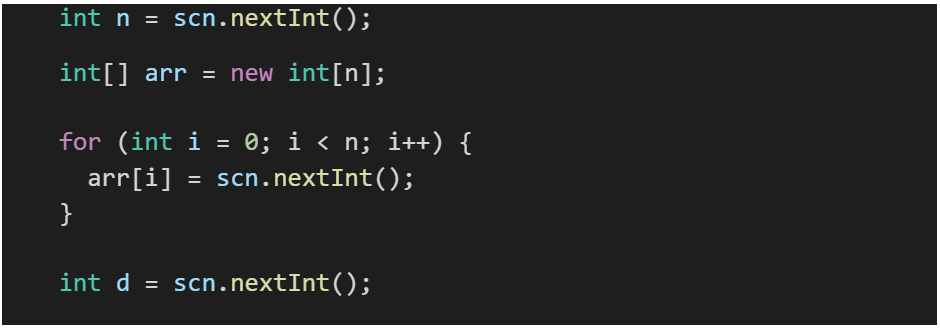 int n = scn.nextInt();
int[] arr = new int[n];
for (int i = 0; i < n; i++) {
arr[i] = scn.nextInt();
}
int d = scn.nextInt();